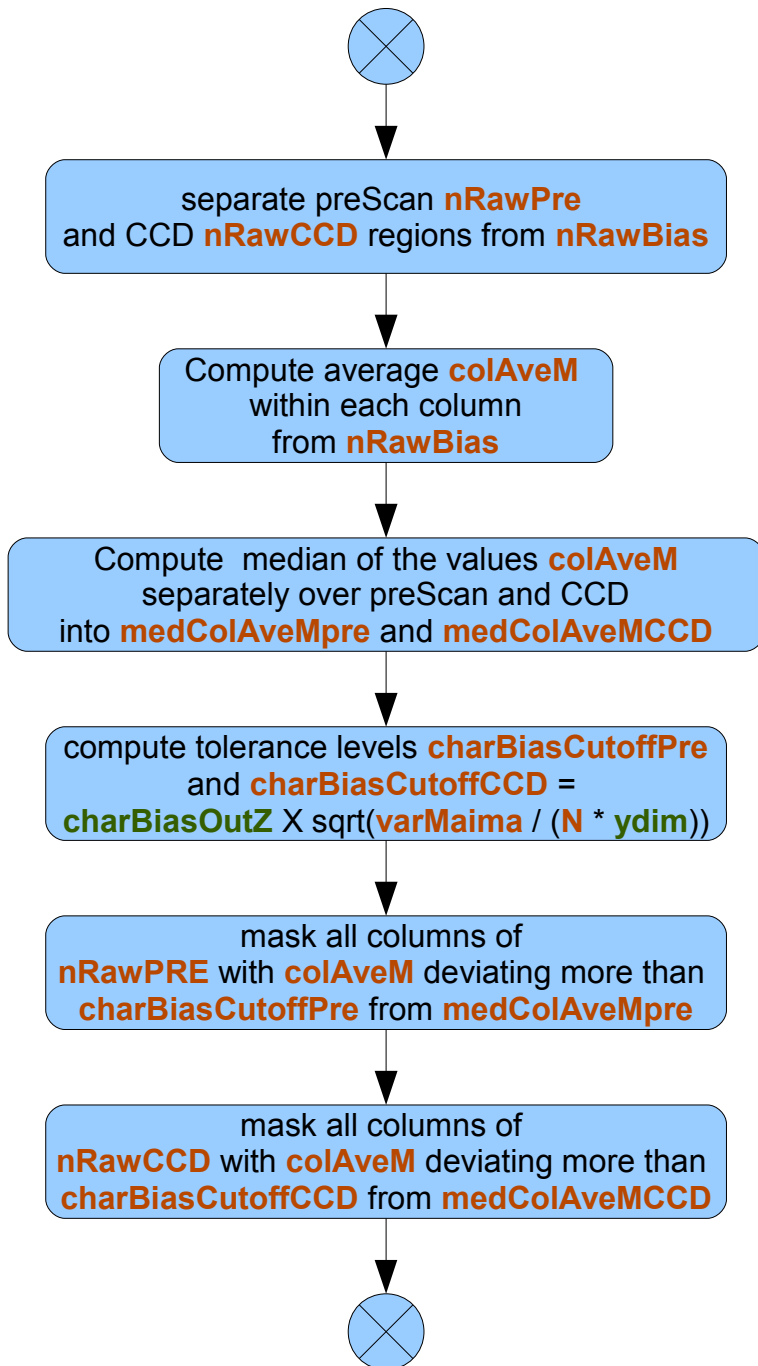 separate preScan nRawPre
and CCD nRawCCD regions from nRawBias
Compute average colAveM
within each column
from nRawBias
Compute  median of the values colAveM
separately over preScan and CCD
into medColAveMpre and medColAveMCCD
compute tolerance levels charBiasCutoffPre
and charBiasCutoffCCD =
charBiasOutZ X sqrt(varMaima / (N * ydim))
mask all columns of
nRawPRE with colAveM deviating more than
charBiasCutoffPre from medColAveMpre
mask all columns of
nRawCCD with colAveM deviating more than
charBiasCutoffCCD from medColAveMCCD